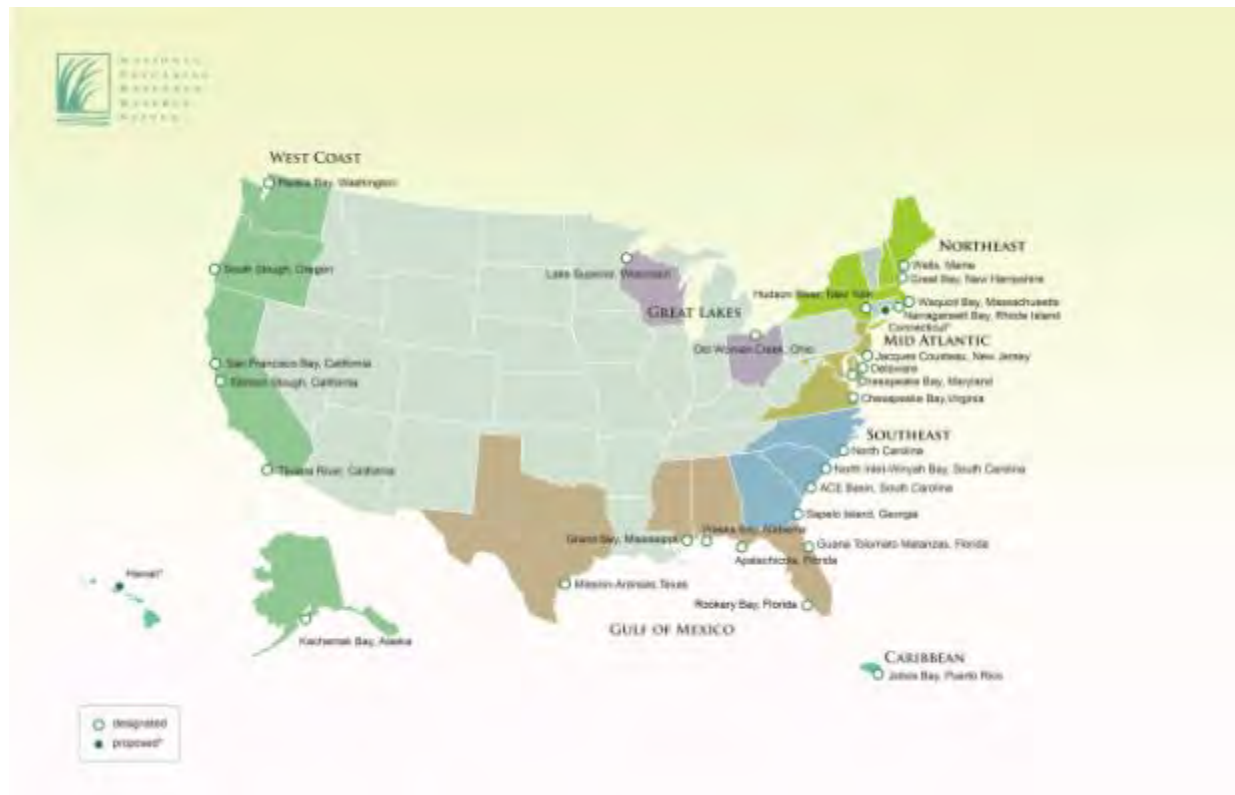 NATIONAL
ESTUARINE
RESEARCH
RESERVE
SYSTEM
WEST COAST
Padilla Bay, Washington
South Slough, Oregon
San Francisco Bay, California
Elkhorn Slough, California
Tijuana River, California
Lake Superior, Wisconsin
GREAT LAKES
Old Woman Creek, Ohio
NORTHEAST
Wells, Maine
Great Bay, New Hampshire
Hudson River, New York
Waquoit Bay, Massachusetts
Narragansett Bay, Rhode Island
Connecticut*
MID ATLANTIC
Jacques Cousteau, New Jersey
Delaware
Chesapeake Bay, Maryland
Chesapeake Bay,Virginia
SOUTHEAST
North Carolina
North Inlet-Winyah Bay, South Carolina
ACE Basin, South Carolina
Sapelo Island, Georgia
Guana Tolomato Matanzas, Florida
Weeks Bay, Alabama
Grand Bay, Mississippi
Apalachicola, Florida
Mission-Aransas,Texas
Rookery Bay, Florida
GULF OF MEXICO
Hawaii*
Kachemak Bay, Alaska
CARIBBEAN
Jobos Bay, Puerto Rico
designated
proposed*